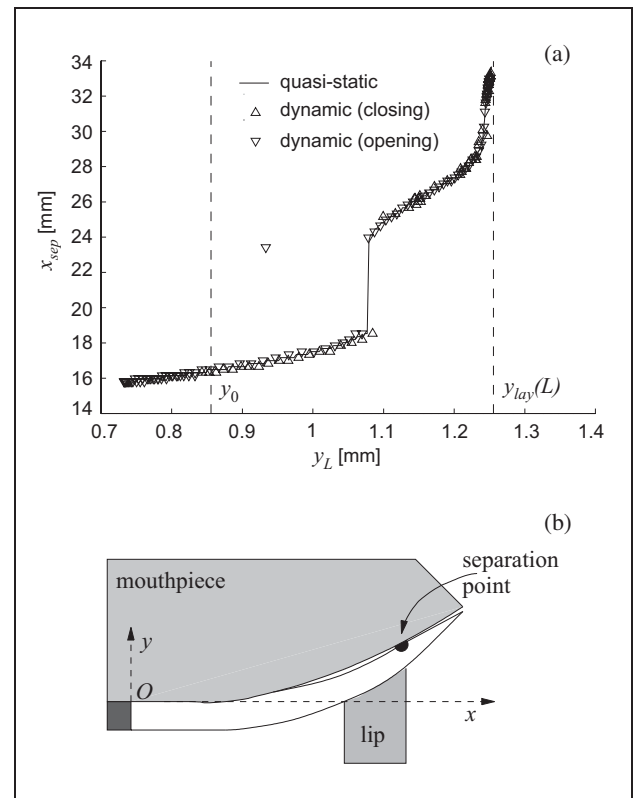 (a)
34
32
30
28
26
24
22
20
18
16
14
x_sep [mm]
quasi-static
dynamic (closing)
dynamic (opening)
y_0
y_lay(L)
0.7 0.8 0.9 1 1.1 1.2 1.3 1.4
y_L [mm]
(b)
mouthpiece
separation
point
y
O
x
lip